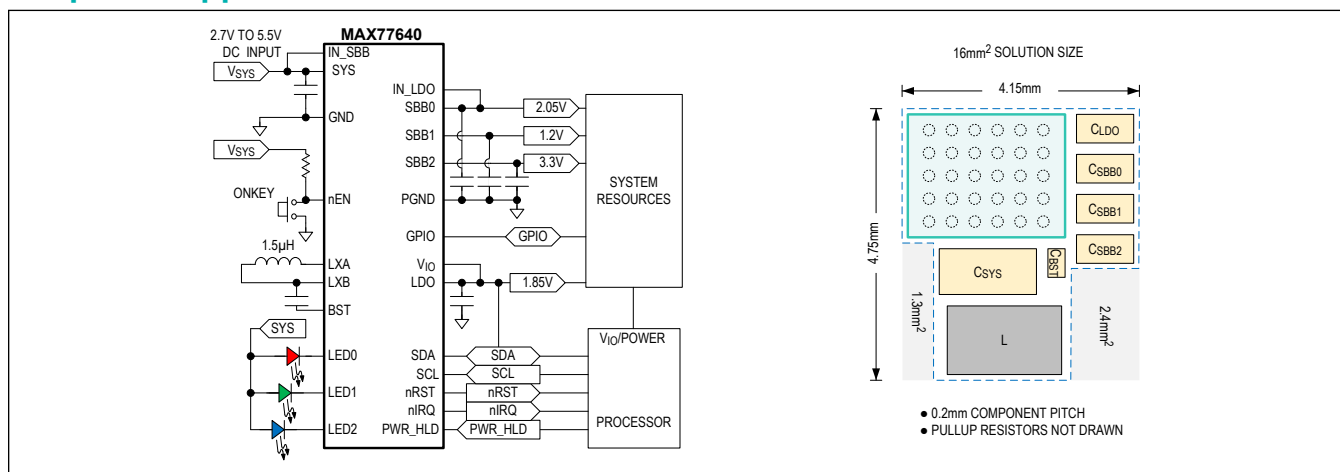 MAX77640
2.7V TO 5.5V
DC INPUT
VSYS
IN_SBB
SYS
GND
VSYS
ONKEY
nEN
1.5µH
LXA
LXB
BST
SYS
LED0
LED1
LED2
IN_LDO
SBB0
SBB1
SBB2
PGND
GPIO
VIO
LDO
SDA
SCL
nRST
nIRQ
PWR_HLD
2.05V
1.2V
3.3V
GPIO
1.85V
SDA
SCL
nRST
nIRQ
PWR_HLD
SYSTEM
RESOURCES
VIO/POWER
PROCESSOR
16mm² SOLUTION SIZE
4.15mm
4.75mm
CLDO
CSBB0
CSBB1
CSBB2
CSYS
CBST
L
1.3mm²
2.4mm²
● 0.2mm COMPONENT PITCH
● PULLUP RESISTORS NOT DRAWN